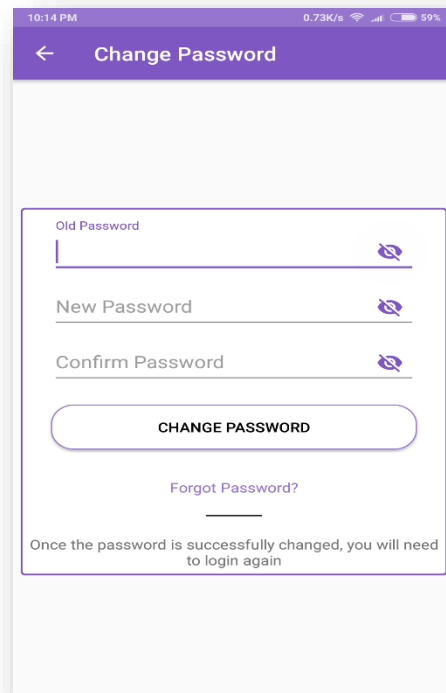 10:14 PM 0.73K/s 59%
Change Password
Old Password
New Password
Confirm Password
CHANGE PASSWORD
Forgot Password?
Once the password is successfully changed, you will need
to login again